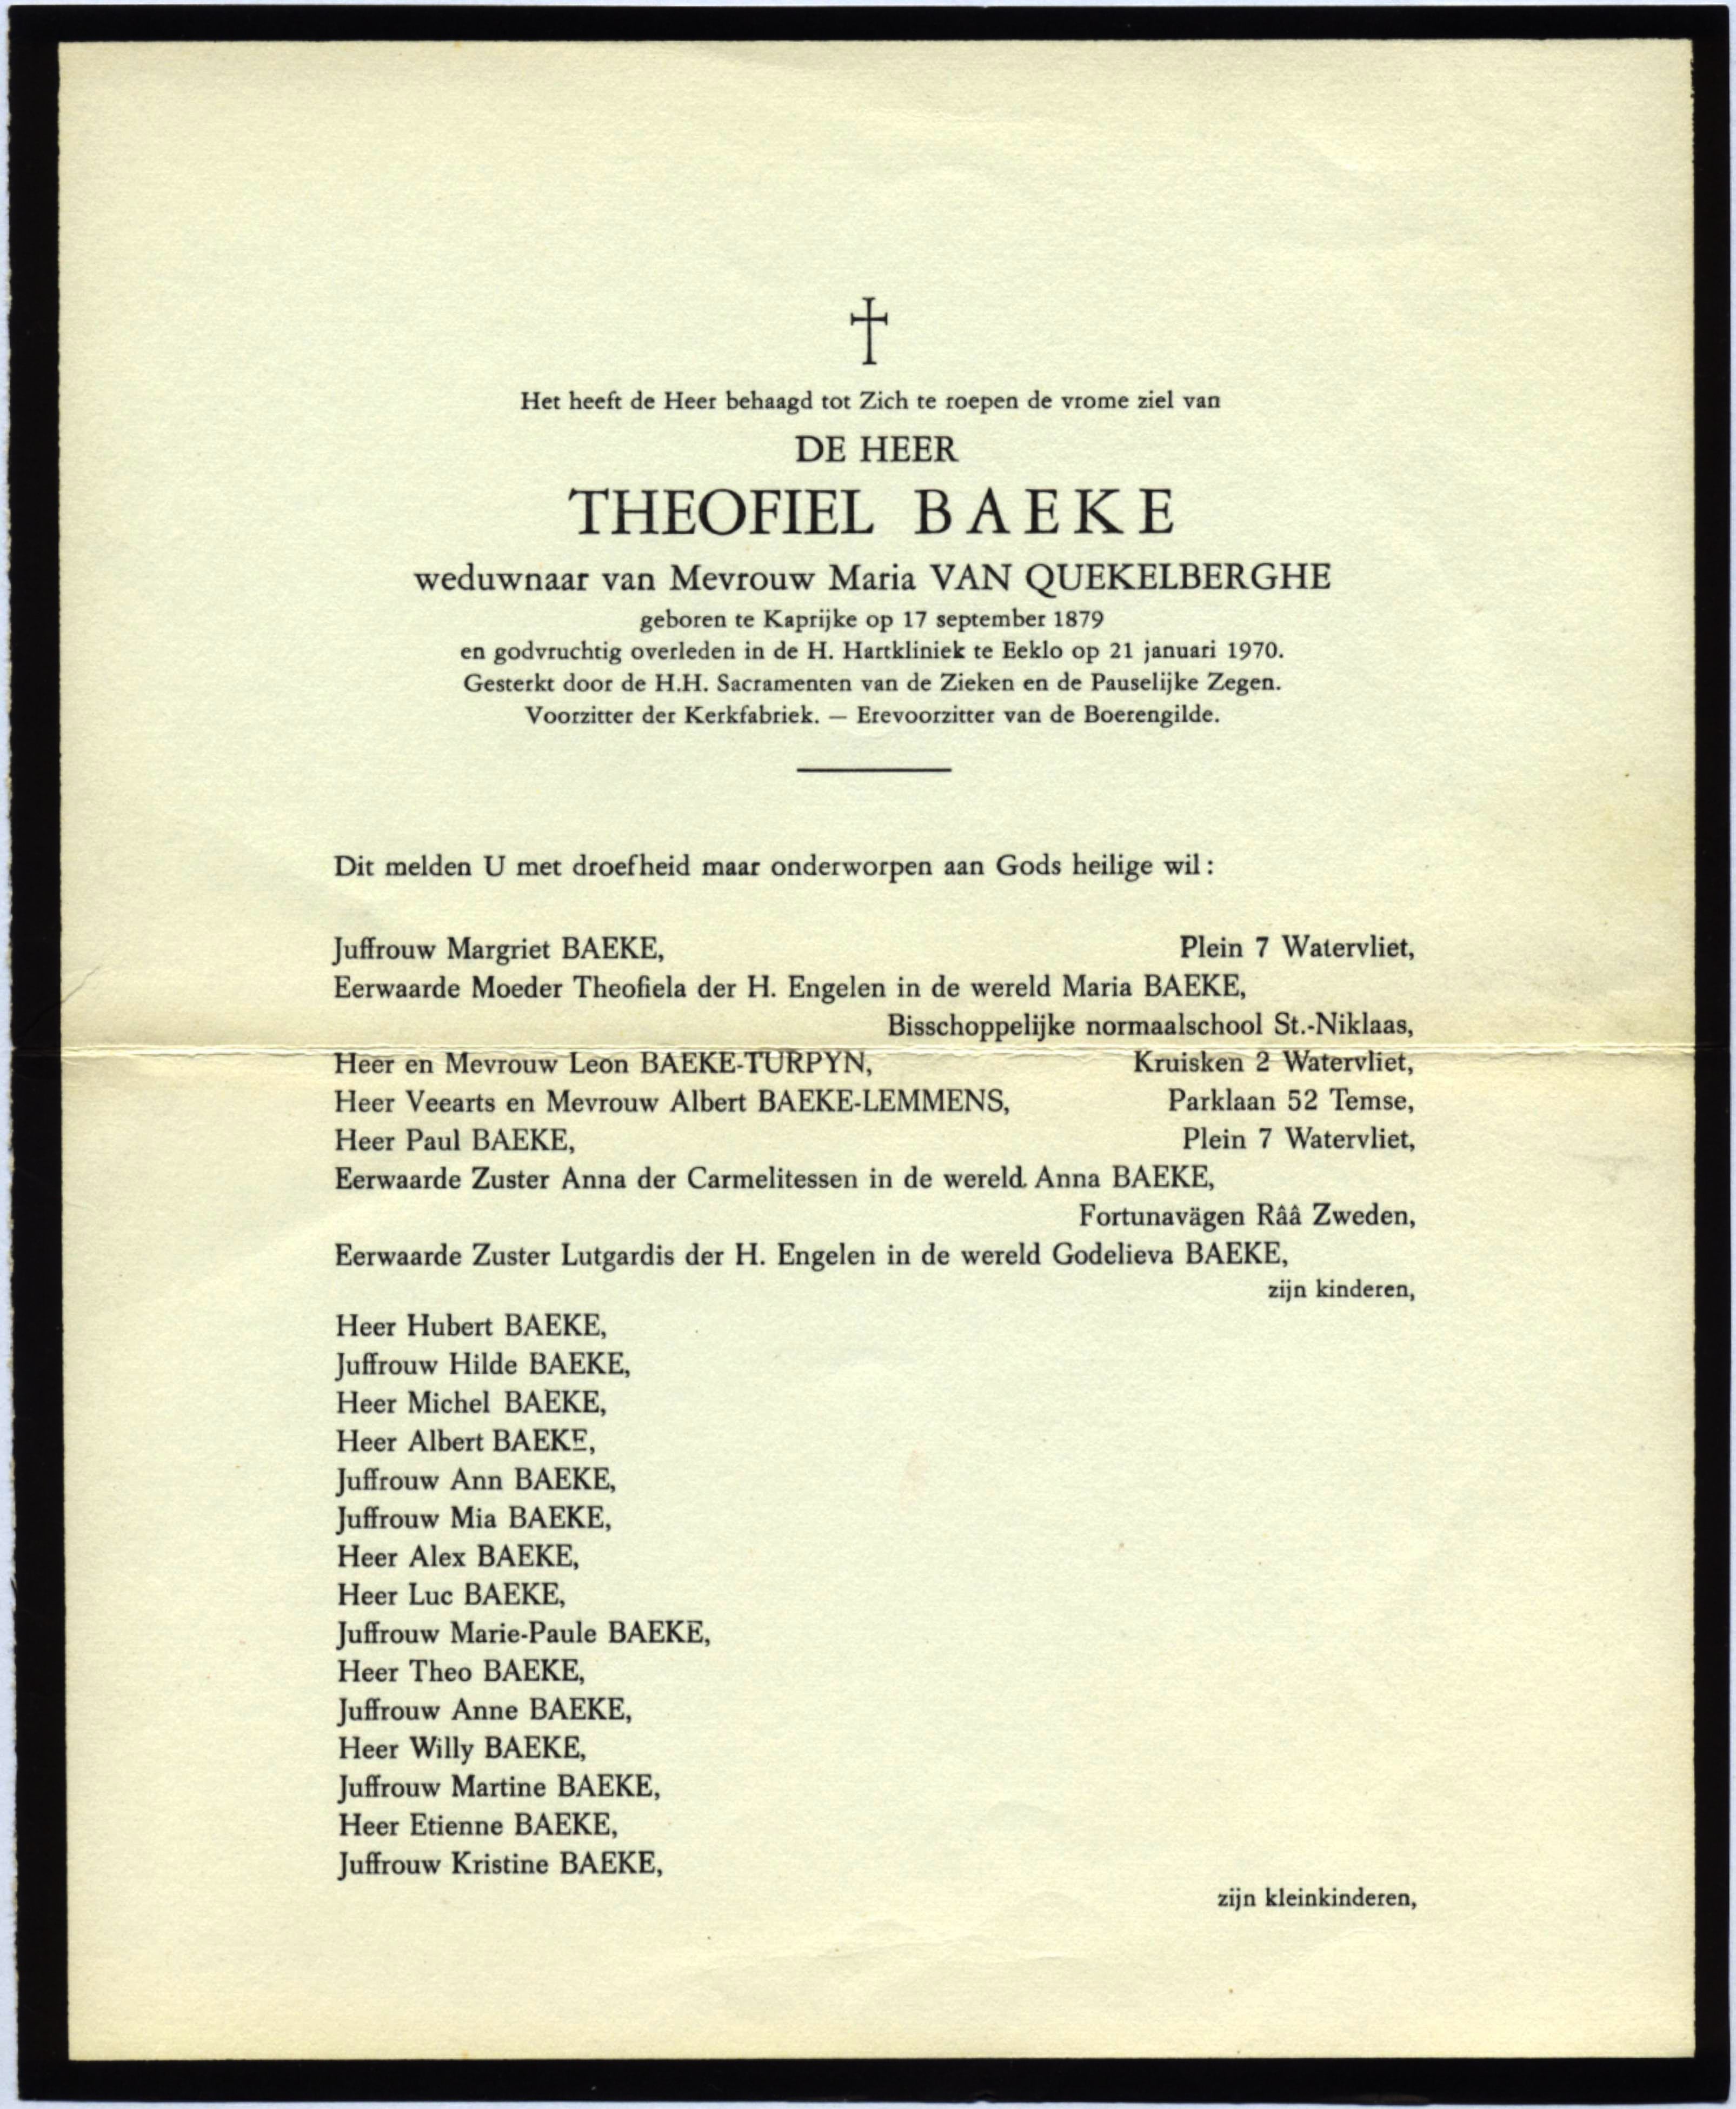 Het heeft de Heer behaagd tot Zich te roepen de vrome ziel van
DE HEER
THEOFIEL BAEKE
weduwnaar van Mevrouw Maria VAN QUEKELBERGHE
geboren te Kaprijke op 17 september 1879
en godvruchtig overleden in de H. Hartkliniek te Eeklo op 21 januari 1970.
Gesterkt door de H.H. Sacramenten van de Zieken en de Pauselijke Zegen.
Voorzitter der Kerkfabriek. — Erevoorzitter van de Boerengilde.
Dit melden U met droefheid maar onderworpen aan Gods heilige wil :
Juffrouw Margriet BAEKE, Plein 7 Watervliet,
Eerwaarde Moeder Theofiela der H. Engelen in de wereld Maria BAEKE,
Bisschoppelijke normaalschool St.-Niklaas,
Heer en Mevrouw Leon BAEKE-TURPYN, Kruisken 2 Watervliet,
Heer Veearts en Mevrouw Albert BAEKE-LEMMENS, Parklaan 52 Temse,
Heer Paul BAEKE, Plein 7 Watervliet,
Eerwaarde Zuster Anna der Carmelitessen in de wereld Anna BAEKE,
Fortunavägen Rââ Zweden,
Eerwaarde Zuster Lutgardis der H. Engelen in de wereld Godelieva BAEKE,
zijn kinderen,
Heer Hubert BAEKE,
Juffrouw Hilde BAEKE,
Heer Michel BAEKE,
Heer Albert BAEKE,
Juffrouw Ann BAEKE,
Juffrouw Mia BAEKE,
Heer Alex BAEKE,
Heer Luc BAEKE,
Juffrouw Marie-Paule BAEKE,
Heer Theo BAEKE,
Juffrouw Anne BAEKE,
Heer Willy BAEKE,
Juffrouw Martine BAEKE,
Heer Etienne BAEKE,
Juffrouw Kristine BAEKE,
zijn kleinkinderen,